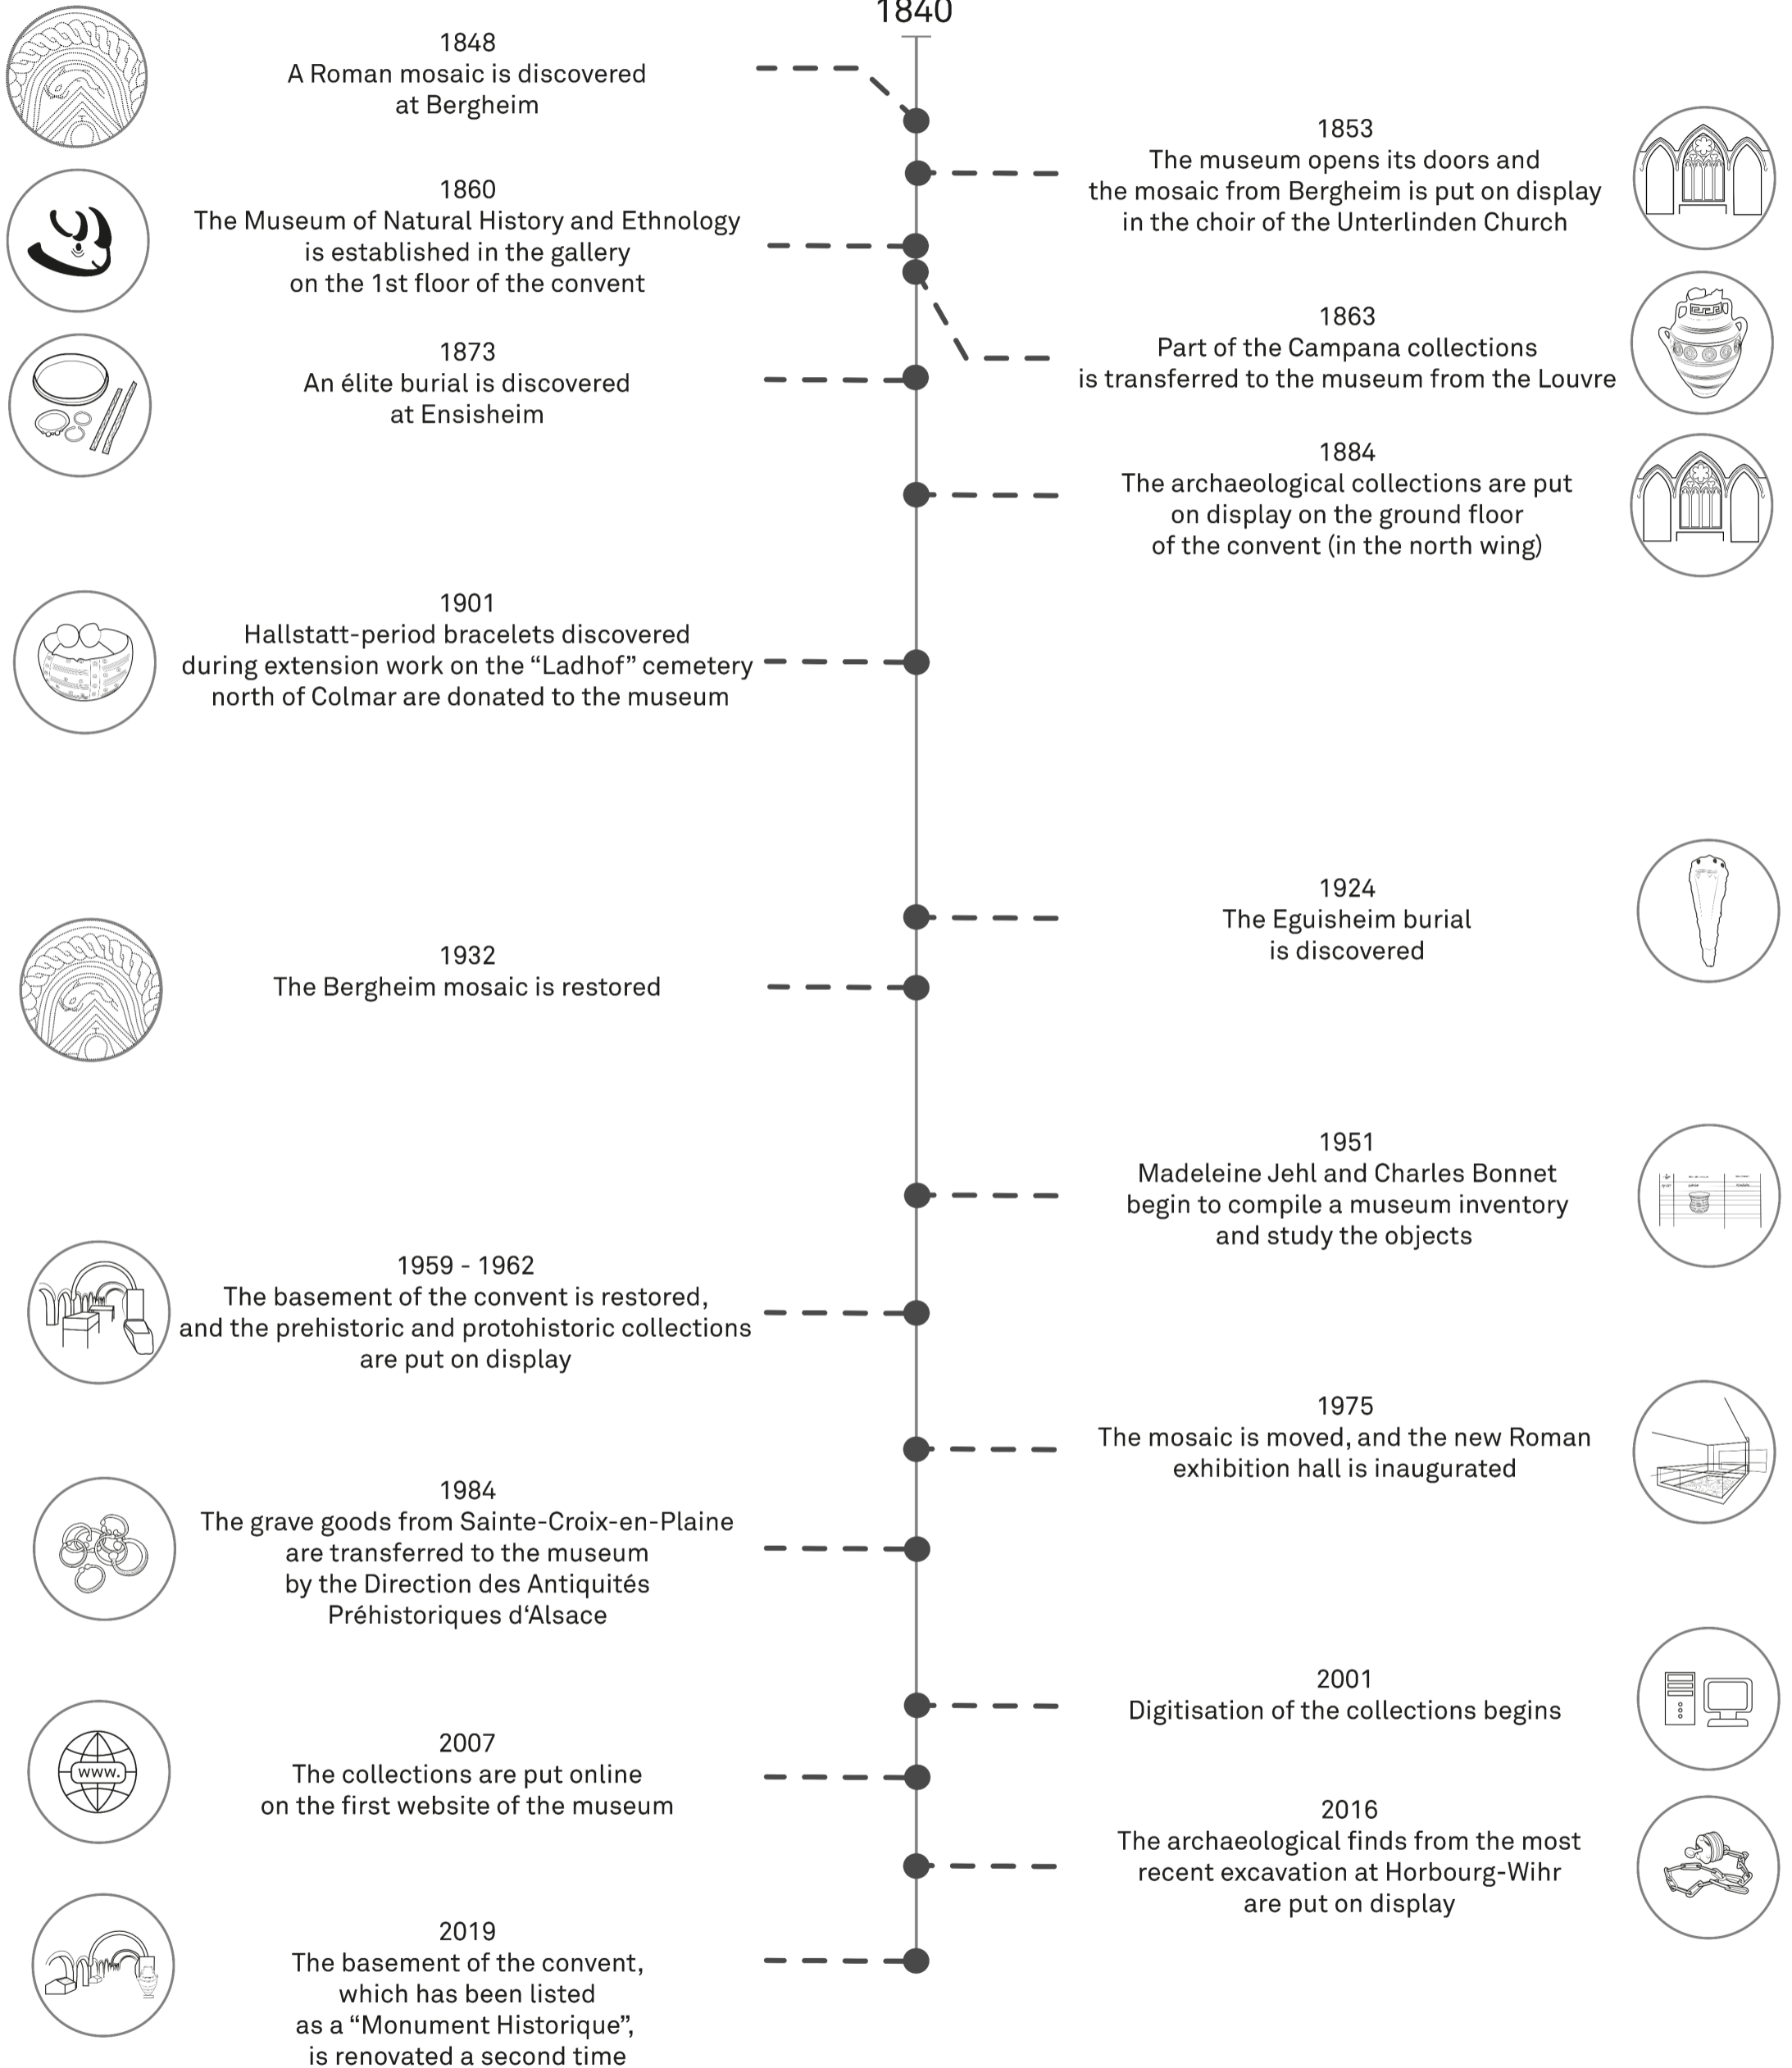 1840
1848
A Roman mosaic is discovered
at Bergheim
1853
The museum opens its doors and
the mosaic from Bergheim is put on display
in the choir of the Unterlinden Church
1860
The Museum of Natural History and Ethnology
is established in the gallery
on the 1st floor of the convent
1863
Part of the Campana collections
is transferred to the museum from the Louvre
1873
An élite burial is discovered
at Ensisheim
1884
The archaeological collections are put
on display on the ground floor
of the convent (in the north wing)
1901
Hallstatt-period bracelets discovered
during extension work on the “Ladhof” cemetery
north of Colmar are donated to the museum
1924
The Eguisheim burial
is discovered
1932
The Bergheim mosaic is restored
1951
Madeleine Jehl and Charles Bonnet
begin to compile a museum inventory
and study the objects
1959 - 1962
The basement of the convent is restored,
and the prehistoric and protohistoric collections
are put on display
1975
The mosaic is moved, and the new Roman
exhibition hall is inaugurated
1984
The grave goods from Sainte-Croix-en-Plaine
are transferred to the museum
by the Direction des Antiquités
Préhistoriques d‘Alsace
2001
Digitisation of the collections begins
2007
The collections are put online
on the first website of the museum
www.
2016
The archaeological finds from the most
recent excavation at Horbourg-Wihr
are put on display
2019
The basement of the convent,
which has been listed
as a “Monument Historique”,
is renovated a second time